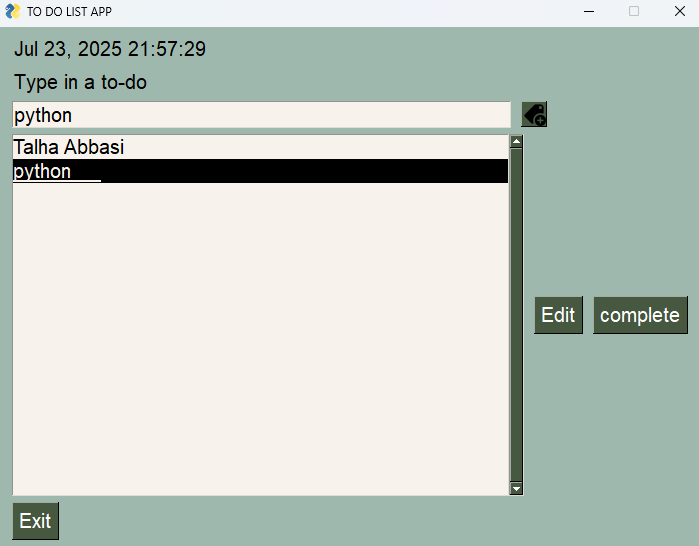 TO DO LIST APP
Jul 23, 2025 21:57:29
Type in a to-do
python
Talha Abbasi
python
Edit complete
Exit